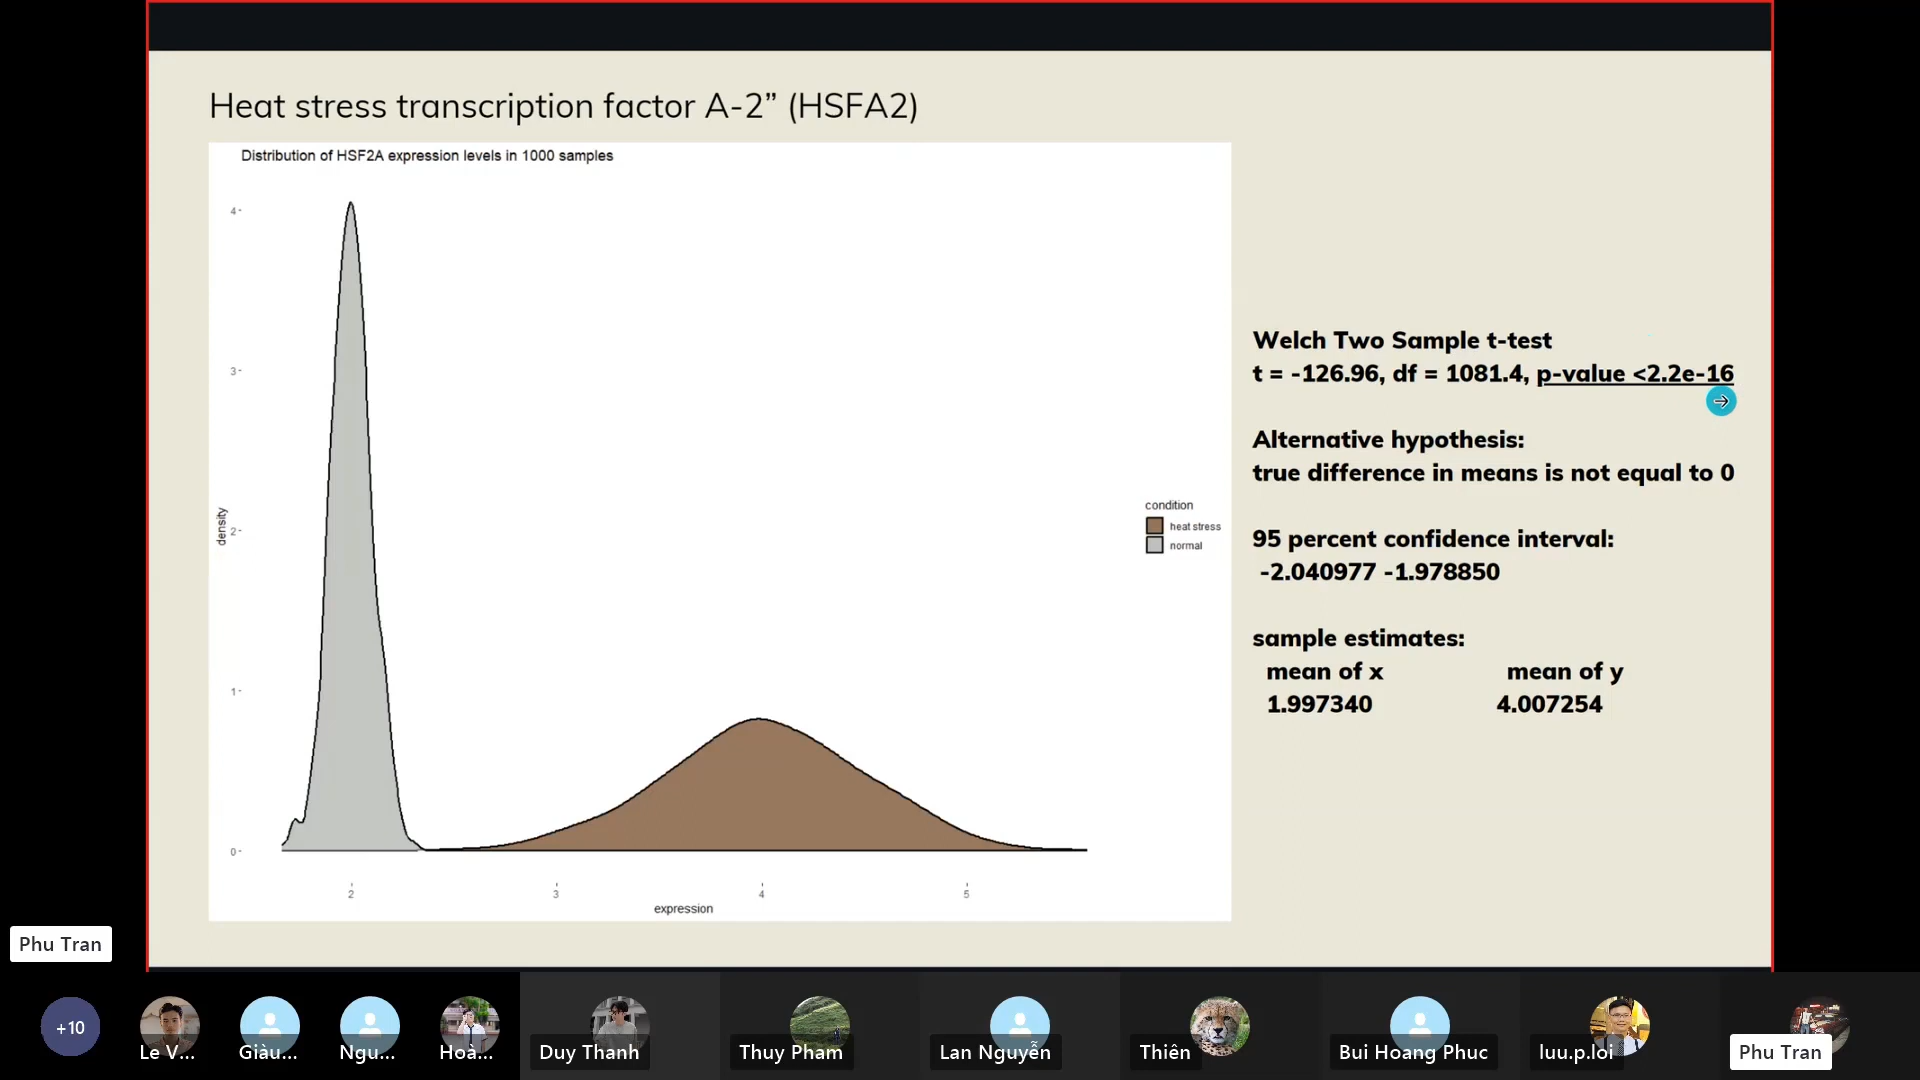 Heat stress transcription factor A-2” (HSFA2)
Distribution of HSF2A expression levels in 1000 samples
4
3
2
1
0
density
2
3
4
5
expression
condition
heat stress
normal
Welch Two Sample t-test
t = -126.96, df = 1081.4, p-value <2.2e-16
Alternative hypothesis:
true difference in means is not equal to 0
95 percent confidence interval:
-2.040977 -1.978850
sample estimates:
mean of x mean of y
1.997340 4.007254
Phu Tran
+10
Le V...
Giàu...
Ngu...
Hoà...
Duy Thanh
Thuy Pham
Lan Nguyễn
Thiên
Bui Hoang Phuc
luu.p.loi
Phu Tran